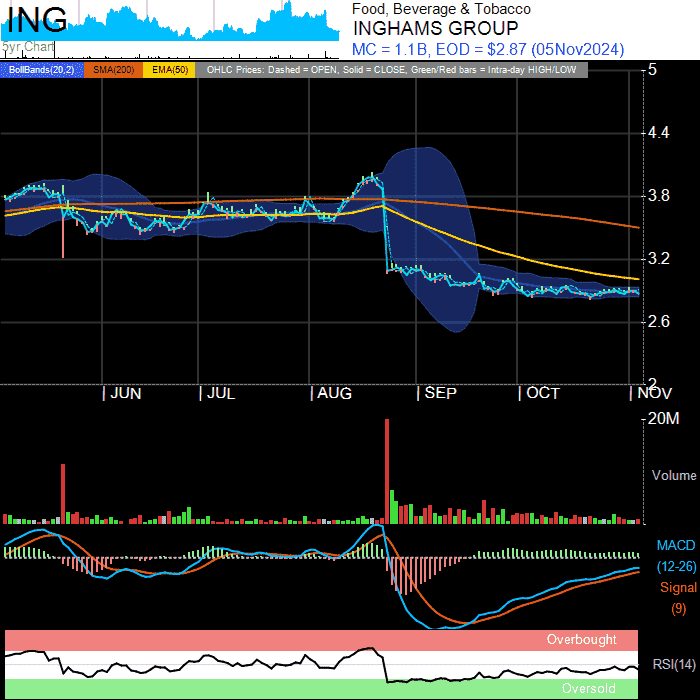 ING
5yr Chart
Food, Beverage & Tobacco
INGHAMS GROUP
MC = 1.1B, EOD = $2.87 (05Nov2024)
BollBands(20,2) SMA(200) EMA(50) OHLC Prices: Dashed = OPEN, Solid = CLOSE, Green/Red bars = Intra-day HIGH/LOW
5
4.4
3.8
3.2
2.6
2
| JUN | JUL | AUG | SEP | OCT | NOV
20M
Volume
MACD
(12-26)
Signal
(9)
Overbought
RSI(14)
Oversold